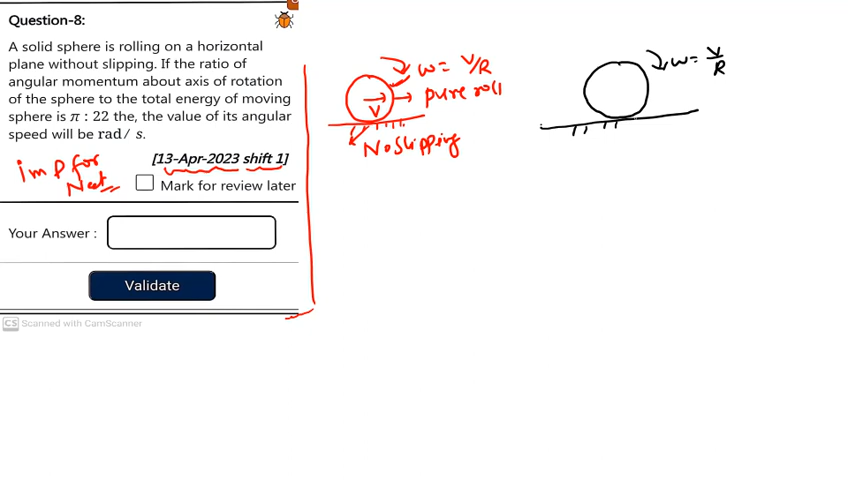 Question-8:
A solid sphere is rolling on a horizontal
plane without slipping. If the ratio of
angular momentum about axis of rotation
of the sphere to the total energy of moving
sphere is π : 22 the, the value of its angular
speed will be rad/ s.
[13-Apr-2023 shift 1]
imp for
Neet
Mark for review later
Your Answer :
Validate
CS Scanned with CamScanner
ω = V/R
pure roll
V
No slipping
ω = V/R